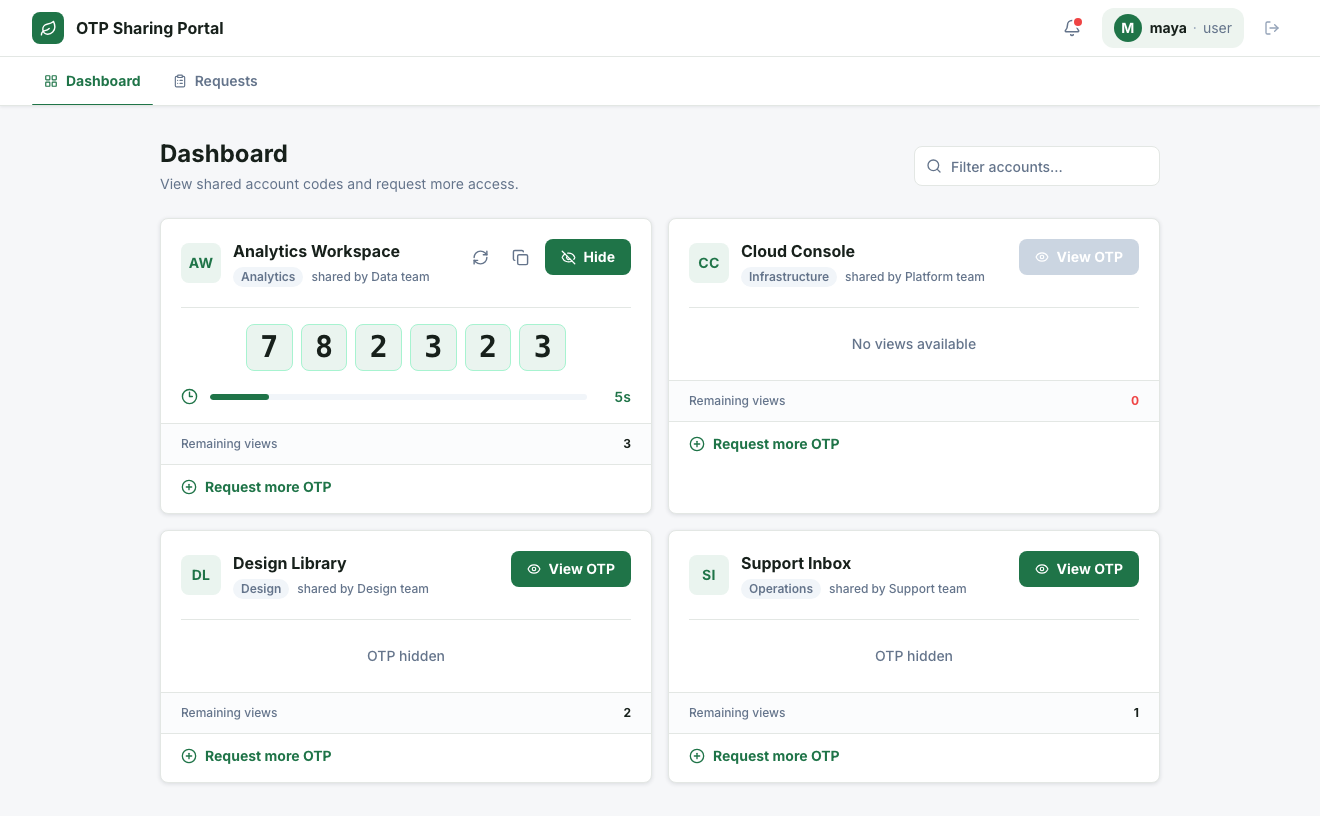 OTP Sharing Portal
M maya · user
Dashboard
Requests
Dashboard
View shared account codes and request more access.
Filter accounts...
AW
Analytics Workspace
Analytics shared by Data team
Hide
7 8 2 3 2 3
5s
Remaining views 3
Request more OTP
CC
Cloud Console
Infrastructure shared by Platform team
View OTP
No views available
Remaining views 0
Request more OTP
DL
Design Library
Design shared by Design team
View OTP
OTP hidden
Remaining views 2
Request more OTP
SI
Support Inbox
Operations shared by Support team
View OTP
OTP hidden
Remaining views 1
Request more OTP